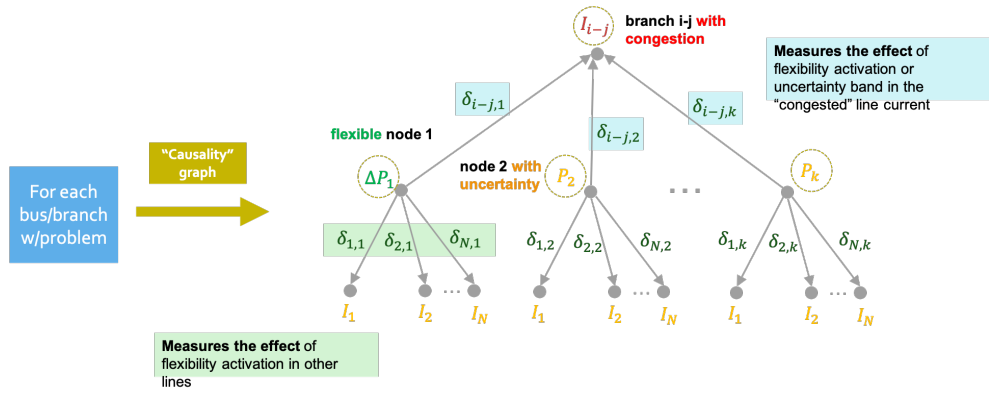 I_{i−j}
branch i-j with
congestion
Measures the effect of
flexibility activation or
uncertainty band in the
“congested” line current
δ_{i−j,1}
δ_{i−j,2}
δ_{i−j,k}
flexible node 1
node 2 with
uncertainty
“Causality”
graph
For each
bus/branch
w/problem
ΔP_1
P_2
...
P_k
δ_{1,1}
δ_{2,1}
δ_{N,1}
δ_{1,2}
δ_{2,2}
δ_{N,2}
δ_{1,k}
δ_{2,k}
δ_{N,k}
...
...
...
I_1
I_2
I_N
I_1
I_2
I_N
I_1
I_2
I_N
Measures the effect of
flexibility activation in other
lines